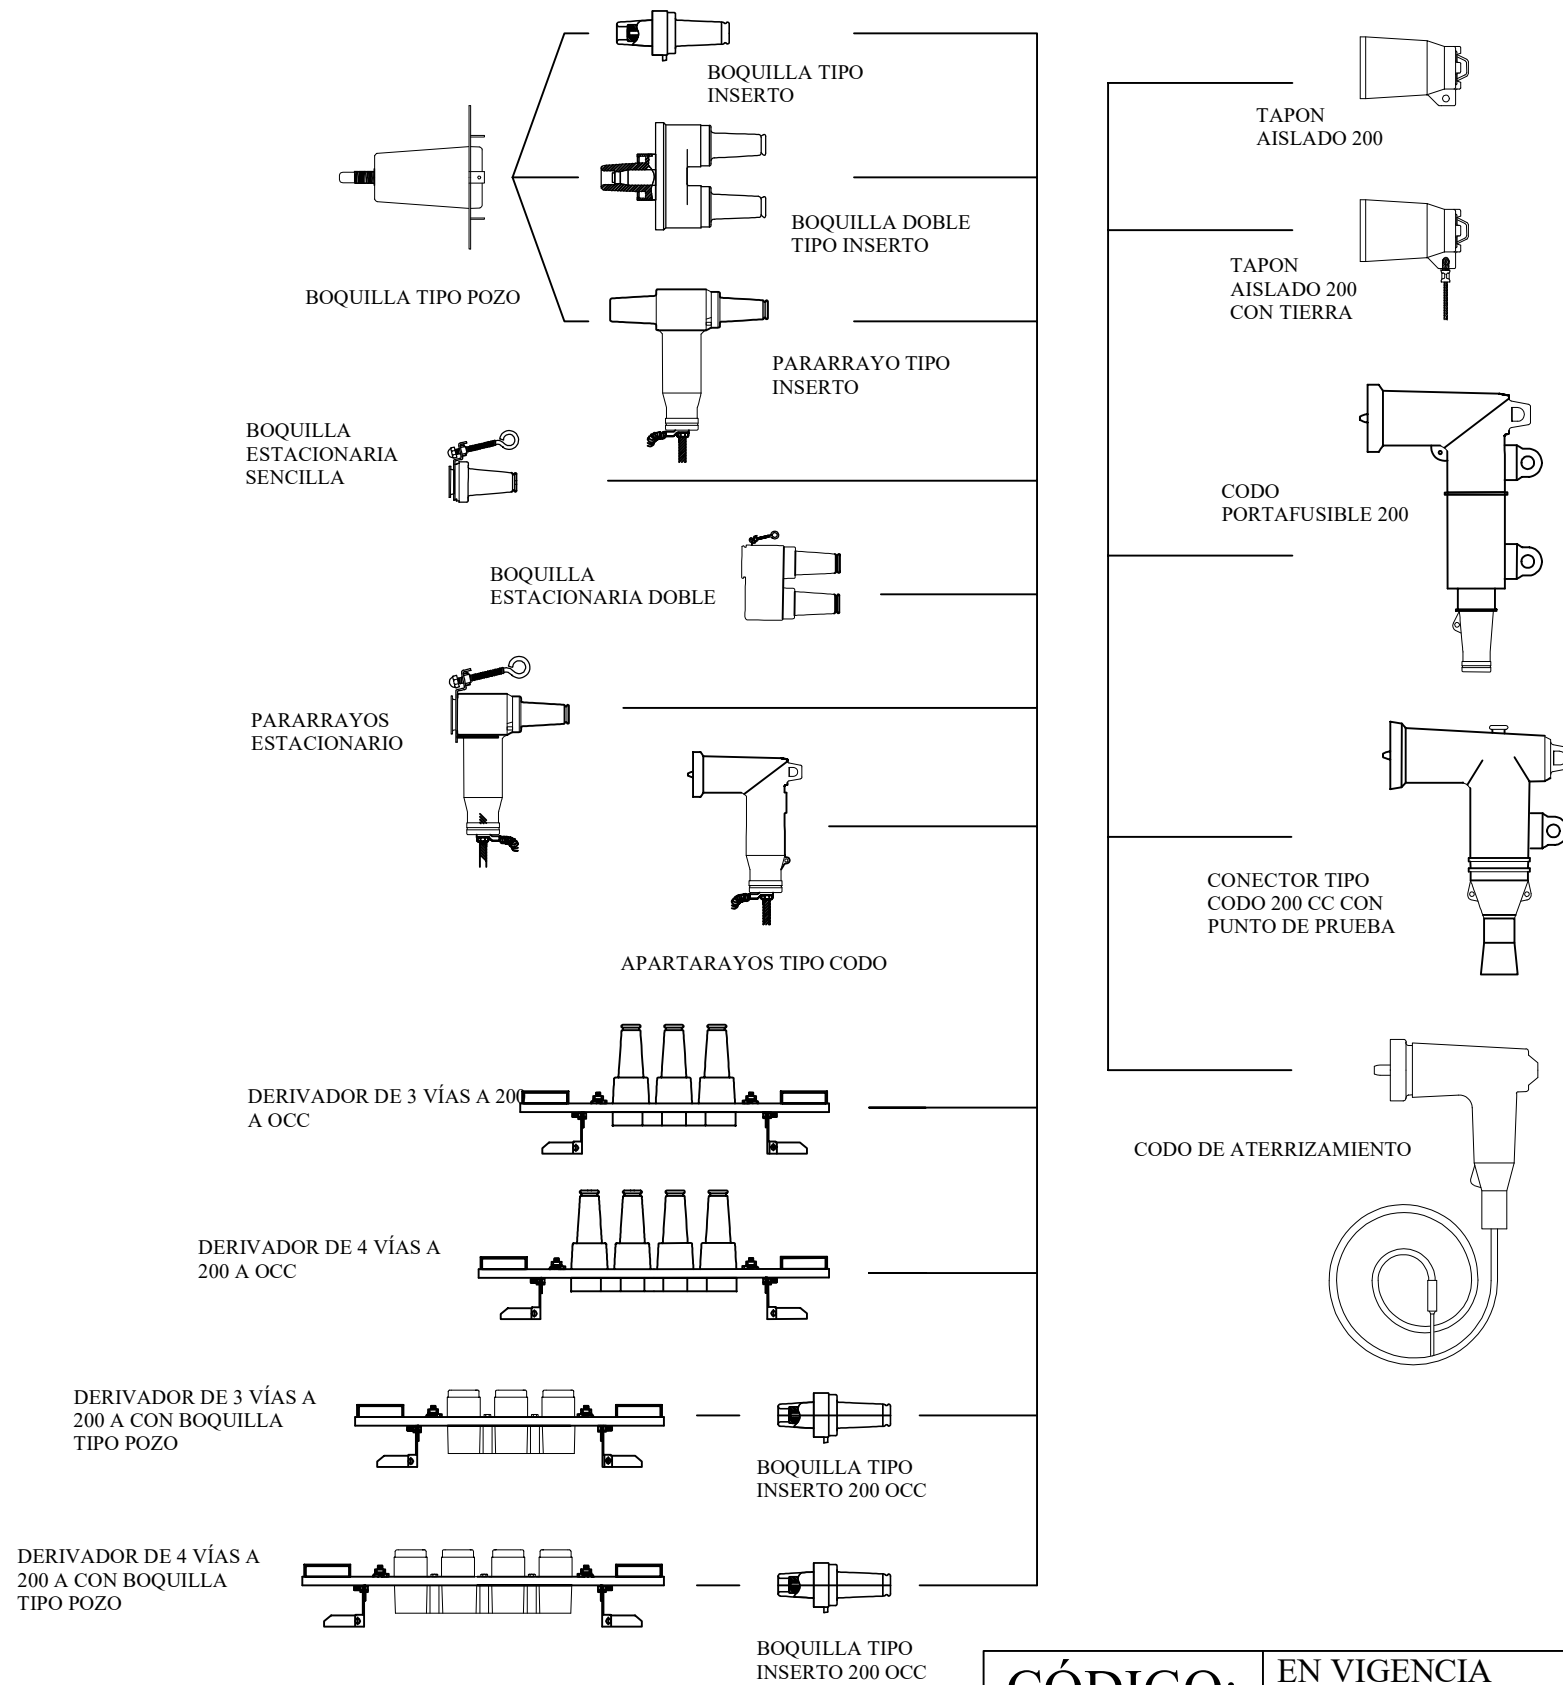 BOQUILLA TIPO
INSERTO
BOQUILLA DOBLE
TIPO INSERTO
BOQUILLA TIPO POZO
PARARRAYO TIPO
INSERTO
BOQUILLA
ESTACIONARIA
SENCILLA
BOQUILLA
ESTACIONARIA DOBLE
PARARRAYOS
ESTACIONARIO
APARTARAYOS TIPO CODO
DERIVADOR DE 3 VÍAS A 200
A OCC
DERIVADOR DE 4 VÍAS A
200 A OCC
DERIVADOR DE 3 VÍAS A
200 A CON BOQUILLA
TIPO POZO
BOQUILLA TIPO
INSERTO 200 OCC
DERIVADOR DE 4 VÍAS A
200 A CON BOQUILLA
TIPO POZO
BOQUILLA TIPO
INSERTO 200 OCC
TAPON
AISLADO 200
TAPON
AISLADO 200
CON TIERRA
CODO
PORTAFUSIBLE 200
CONECTOR TIPO
CODO 200 CC CON
PUNTO DE PRUEBA
CODO DE ATERRIZAMIENTO
CÓDIGO:
EN VIGENCIA